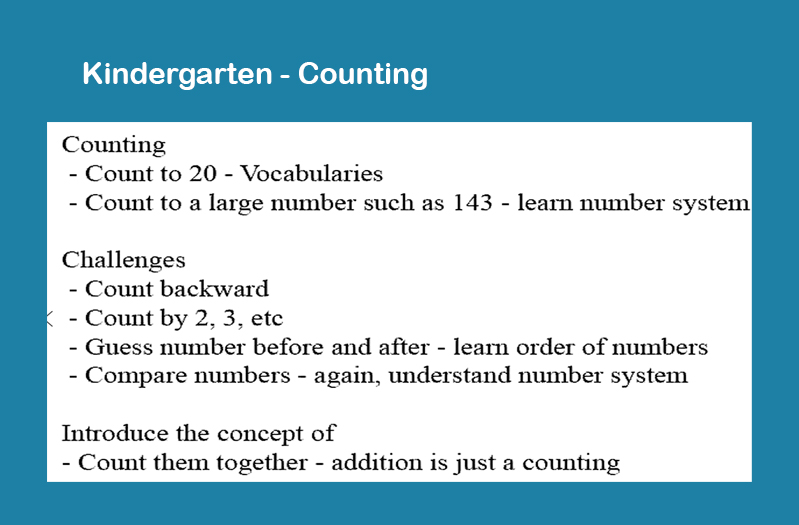 Kindergarten - Counting
Counting
- Count to 20 - Vocabularies
- Count to a large number such as 143 - learn number system
Challenges
- Count backward
- Count by 2, 3, etc
- Guess number before and after - learn order of numbers
- Compare numbers - again, understand number system
Introduce the concept of
- Count them together - addition is just a counting